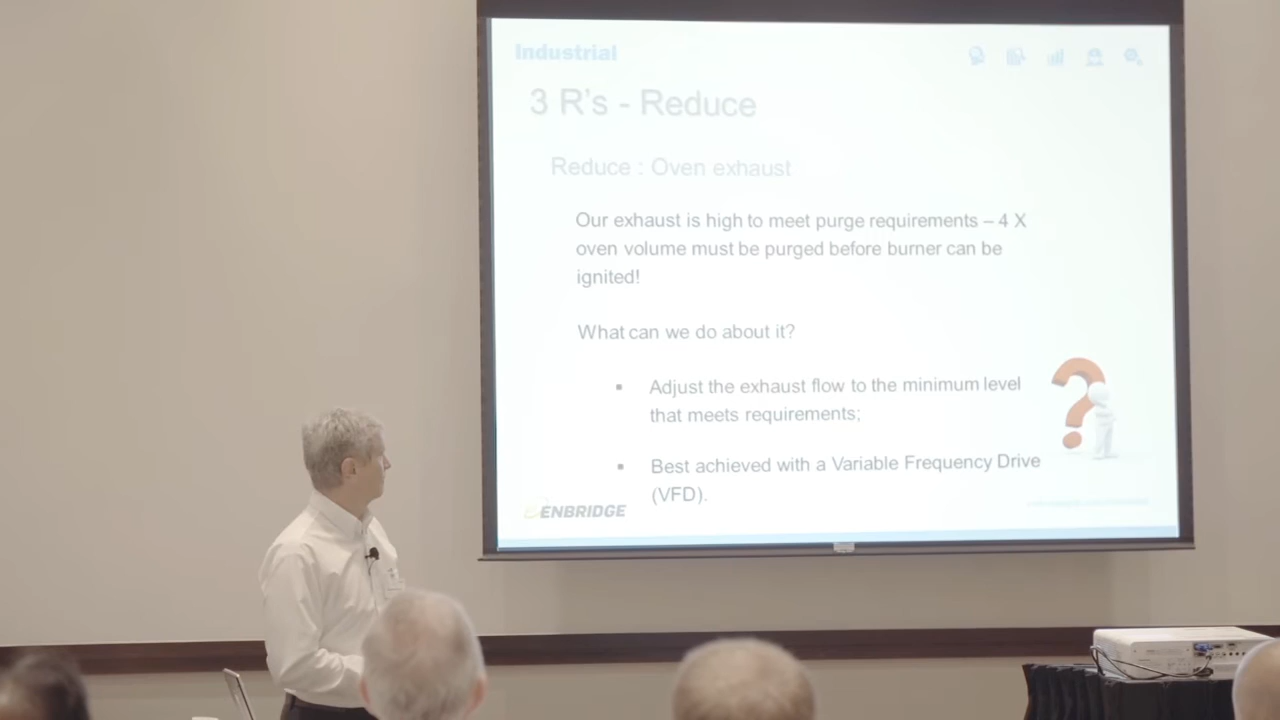 Industrial
3 R's - Reduce
Reduce : Oven exhaust
Our exhaust is high to meet purge requirements – 4 X
oven volume must be purged before burner can be
ignited!
What can we do about it?
▪ Adjust the exhaust flow to the minimum level
that meets requirements;
▪ Best achieved with a Variable Frequency Drive
(VFD).
ENBRIDGE